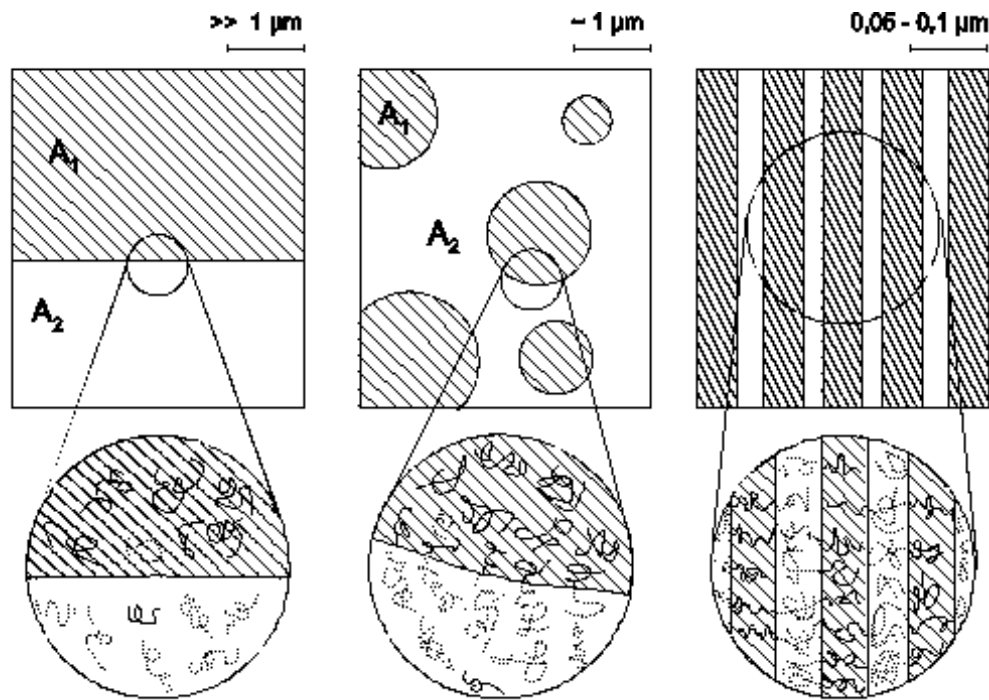 >> 1 µm
~ 1 µm
0,05 - 0,1 µm
A₁
A₂
A₁
A₂